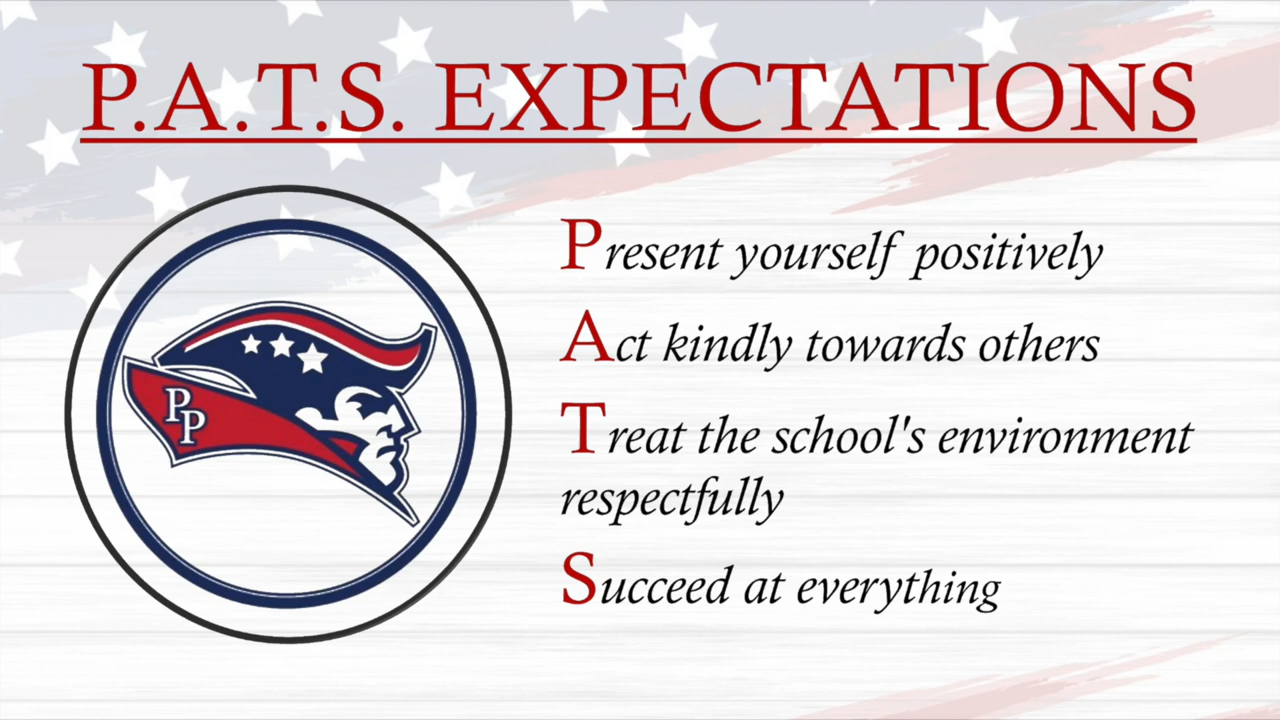 P.A.T.S. EXPECTATIONS
PP
Present yourself positively
Act kindly towards others
Treat the school's environment
respectfully
Succeed at everything